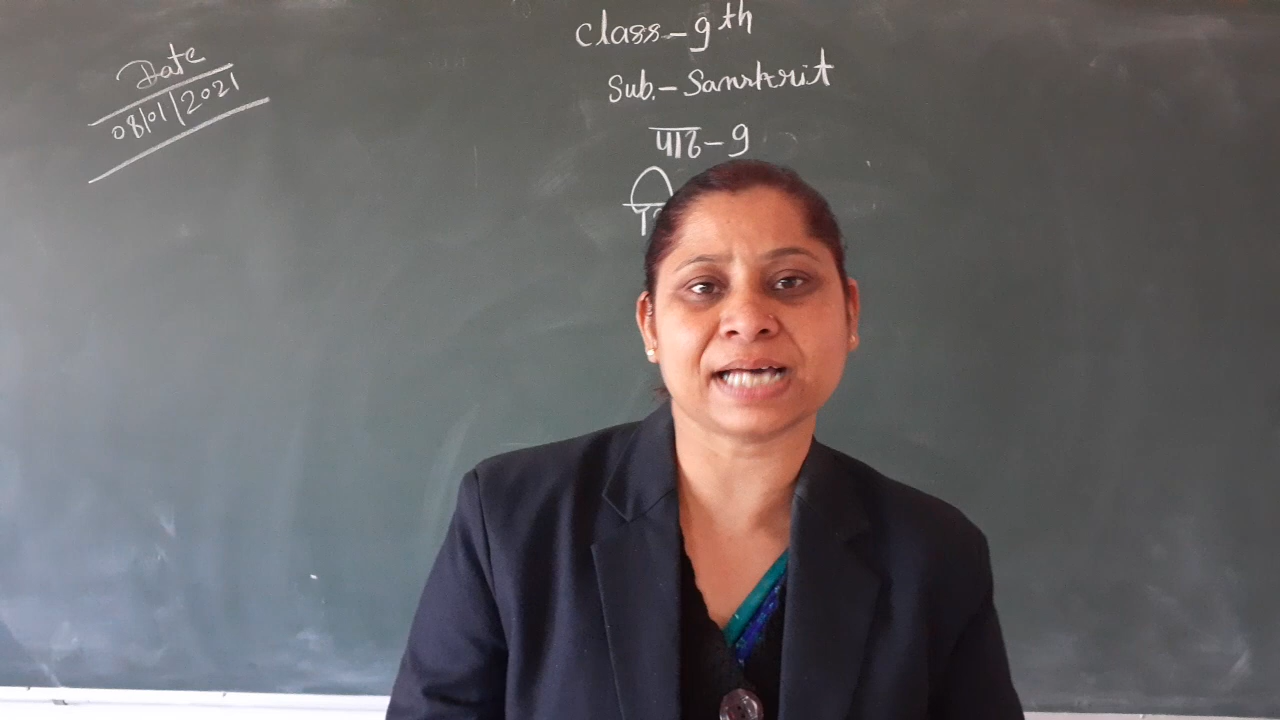 Date
08/01/2021
Class-9th
Sub.-Sanskrit
पाठ-9